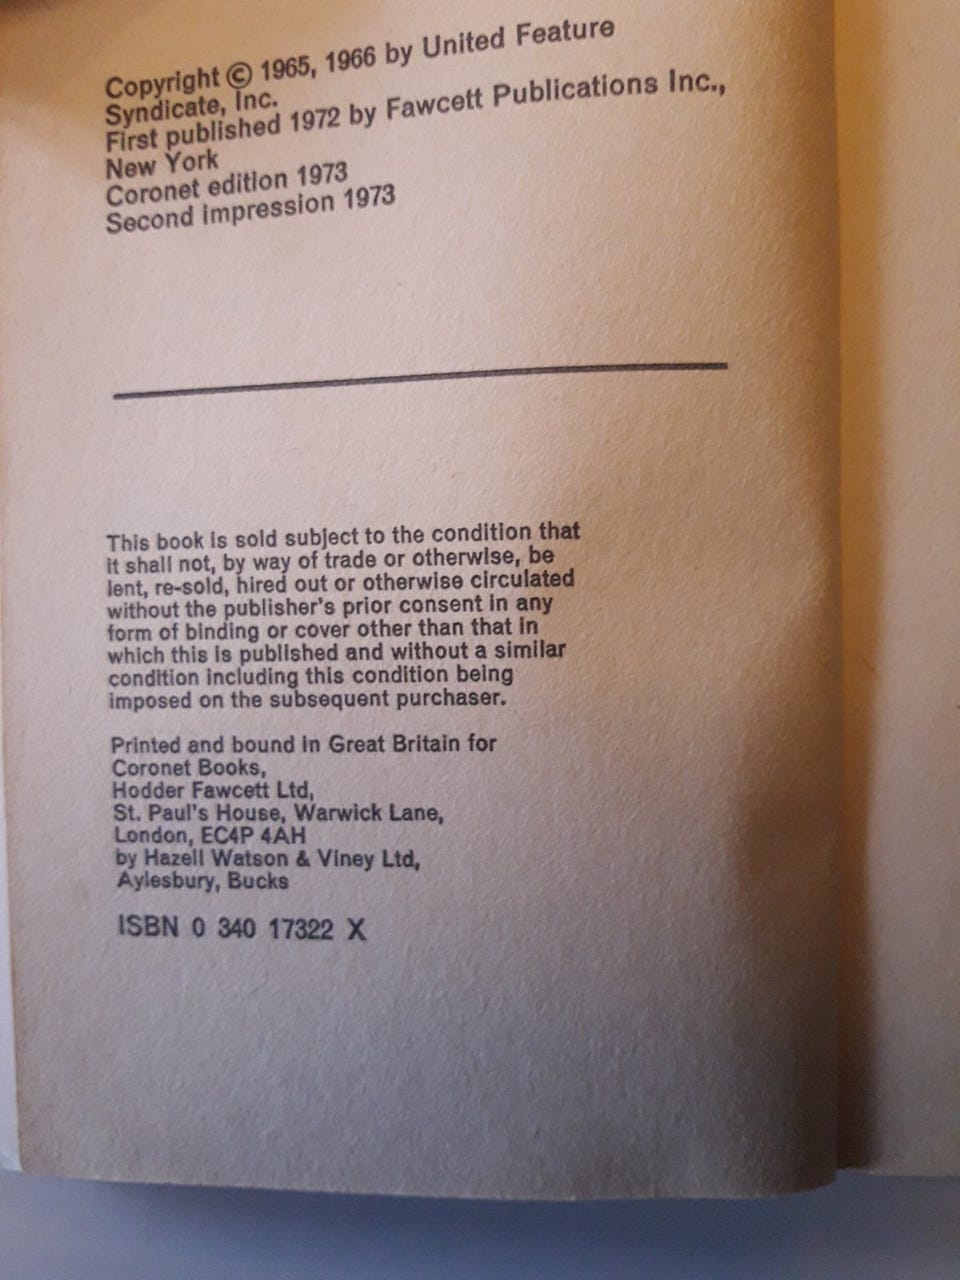 Copyright © 1965, 1966 by United Feature
Syndicate, Inc.
First published 1972 by Fawcett Publications Inc.,
New York
Coronet edition 1973
Second impression 1973
This book is sold subject to the condition that
it shall not, by way of trade or otherwise, be
lent, re-sold, hired out or otherwise circulated
without the publisher's prior consent in any
form of binding or cover other than that in
which this is published and without a similar
condition including this condition being
imposed on the subsequent purchaser.
Printed and bound in Great Britain for
Coronet Books,
Hodder Fawcett Ltd,
St. Paul's House, Warwick Lane,
London, EC4P 4AH
by Hazell Watson & Viney Ltd,
Aylesbury, Bucks
ISBN 0 340 17322 X